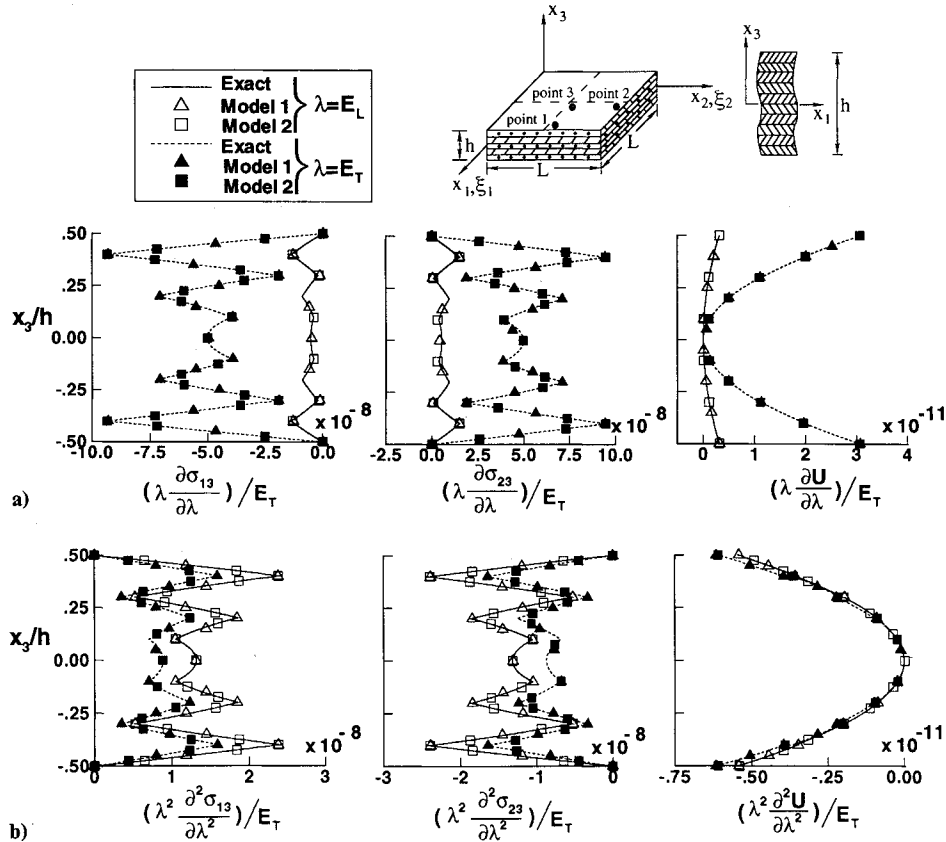 Exact
Model 1
Model 2
λ=E_L
Exact
Model 1
Model 2
λ=E_T
x_3
point 3
point 2
point 1
x_2,ξ_2
h
L
L
x_1,ξ_1
x_3
x_1
h
x_3/h
.50
.25
0.00
-.25
-.50
x 10^-8
-10.0 -7.5 -5.0 -2.5 0.0
(λ ∂σ_13/∂λ)/E_T
x 10^-8
-2.5 0.0 2.5 5.0 7.5 10.0
(λ ∂σ_23/∂λ)/E_T
x 10^-11
0 1 2 3 4
(λ ∂U/∂λ)/E_T
a)
x_3/h
.50
.25
0.00
-.25
-.50
x 10^-8
0 1 2 3
(λ^2 ∂^2σ_13/∂λ^2)/E_T
x 10^-8
-3 -2 -1 0
(λ^2 ∂^2σ_23/∂λ^2)/E_T
x 10^-11
-.75 0.00
(λ^2 ∂^2U/∂λ^2)/E_T
b)